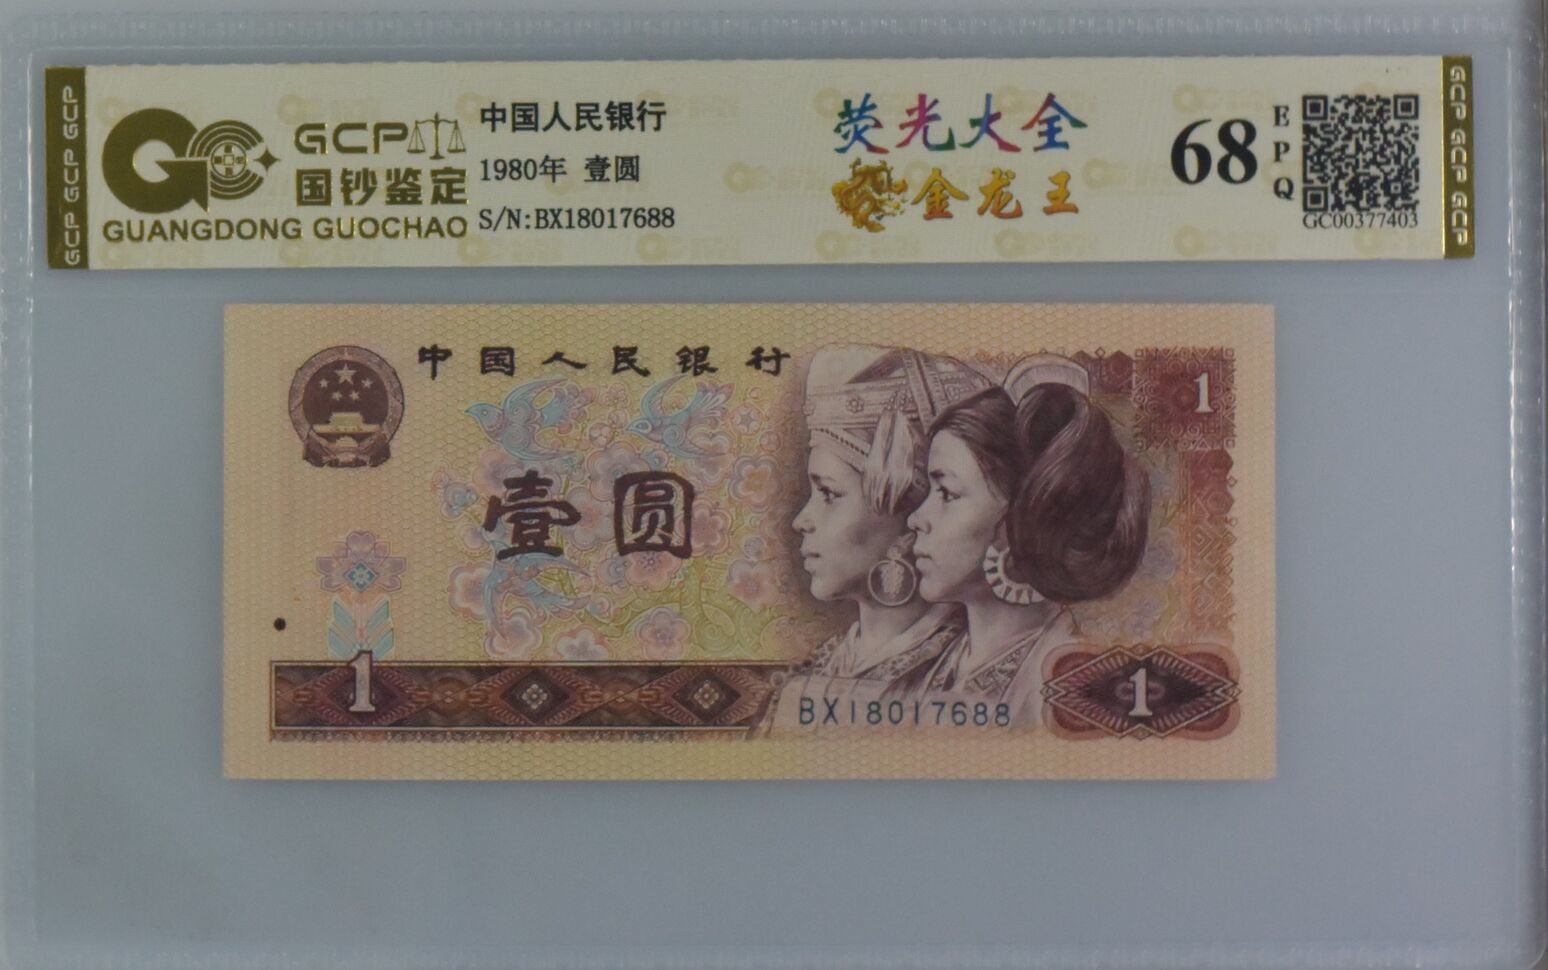 GCP GCP GCP
GCP
国钞鉴定
GUANGDONG GUOCHAO
中国人民银行
1980年 壹圆
S/N:BX18017688
荧光大全
金龙王
68
EPQ
GC00377403
GCP GCP GCP
中国人民银行
1
壹圆
1
BX18017688
1